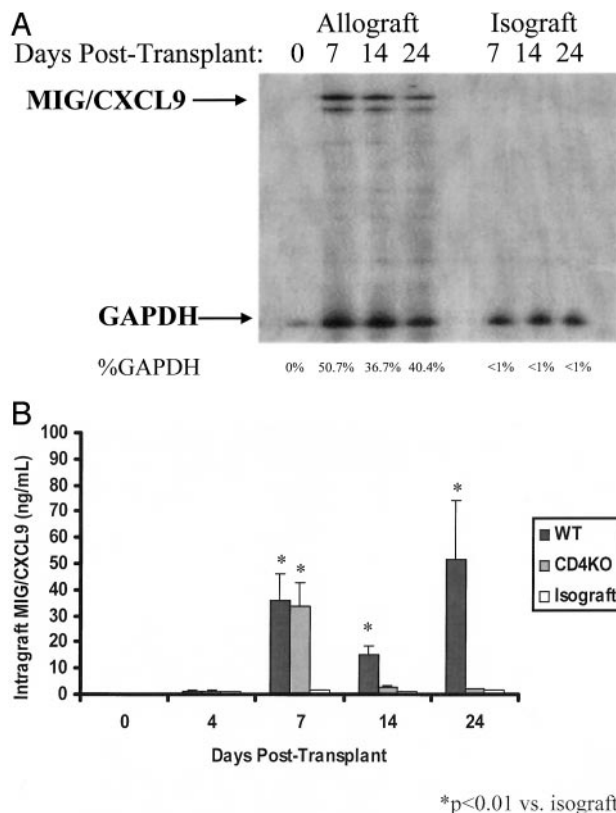 A
Allograft Isograft
Days Post-Transplant: 0 7 14 24 7 14 24
MIG/CXCL9
GAPDH
%GAPDH 0% 50.7% 36.7% 40.4% <1% <1% <1%
B
100
90
80
70
60
50
40
30
20
10
0
Intragraft MIG/CXCL9 (ng/mL)
* * * *
WT
CD4KO
Isograft
0 4 7 14 24
Days Post-Transplant
*p<0.01 vs. isograft